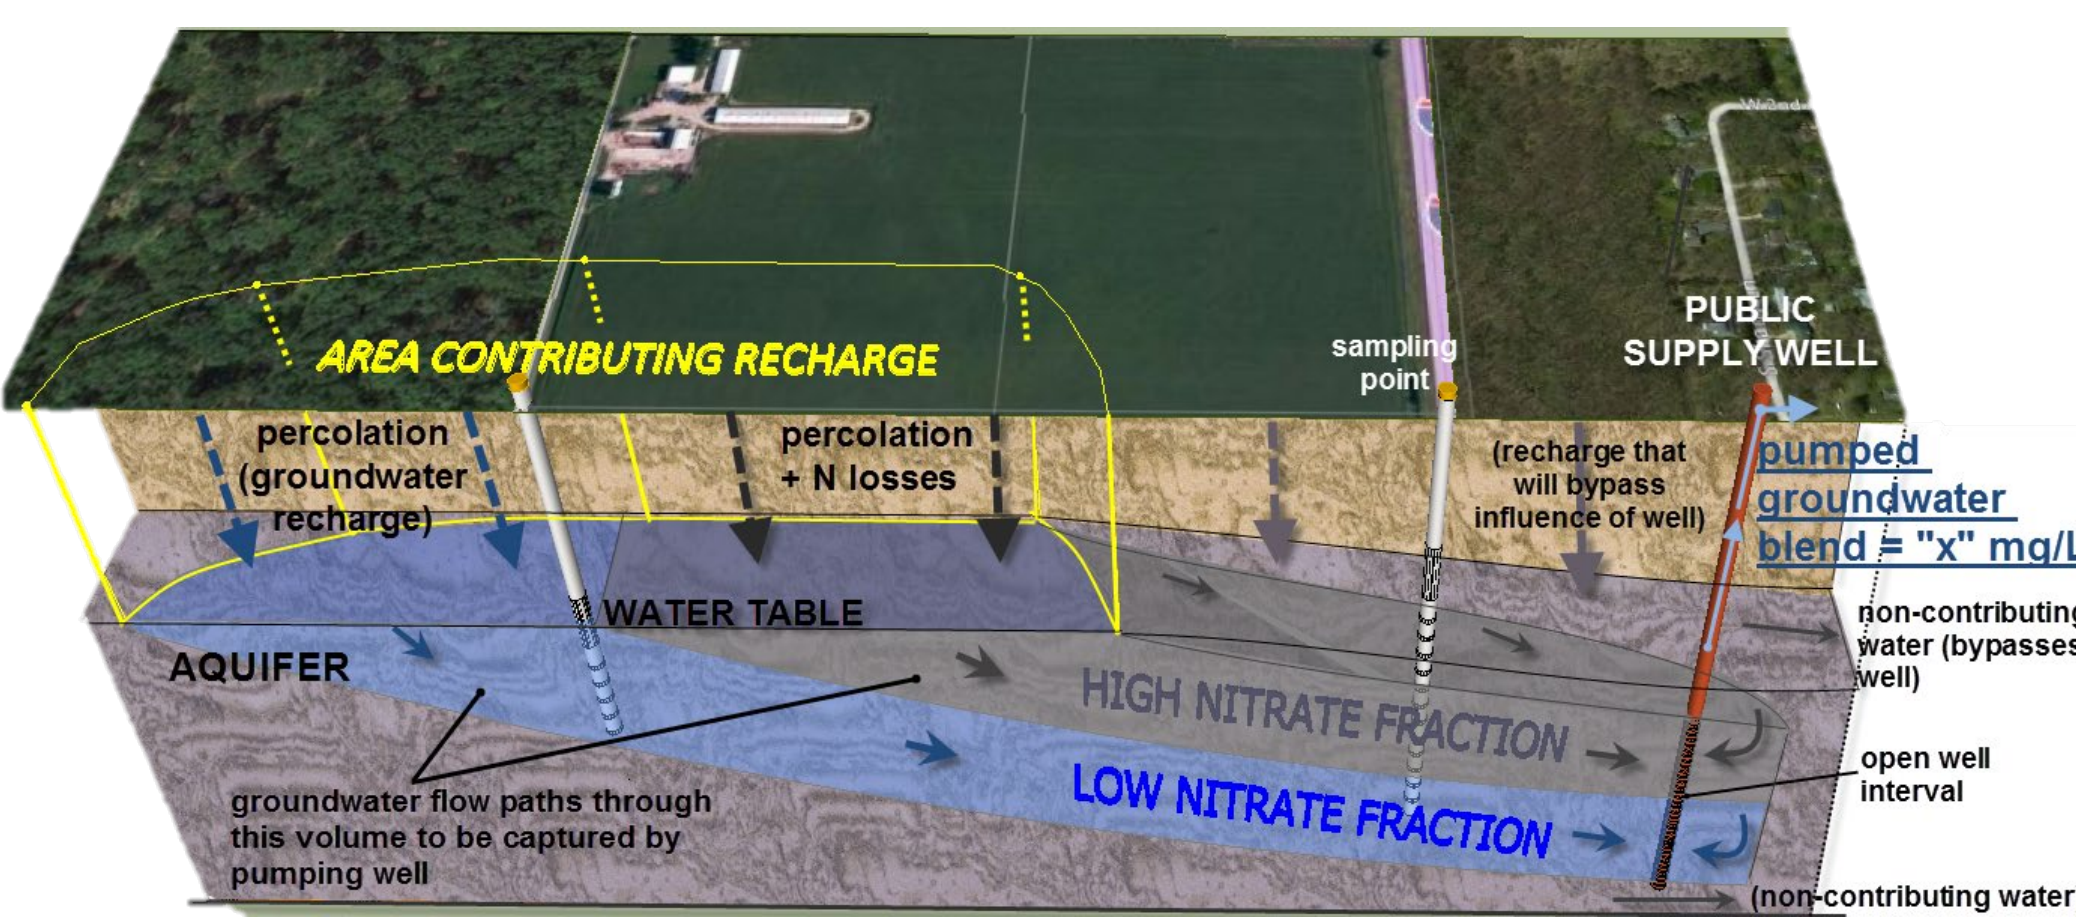 W 2nd
AREA CONTRIBUTING RECHARGE
sampling
point
PUBLIC
SUPPLY WELL
percolation
(groundwater
recharge)
percolation
+ N losses
(recharge that
will bypass
influence of well)
pumped
groundwater
blend = "x" mg/L
WATER TABLE
AQUIFER
non-contributing
water (bypasses
well)
HIGH NITRATE FRACTION
LOW NITRATE FRACTION
open well
interval
groundwater flow paths through
this volume to be captured by
pumping well
(non-contributing water